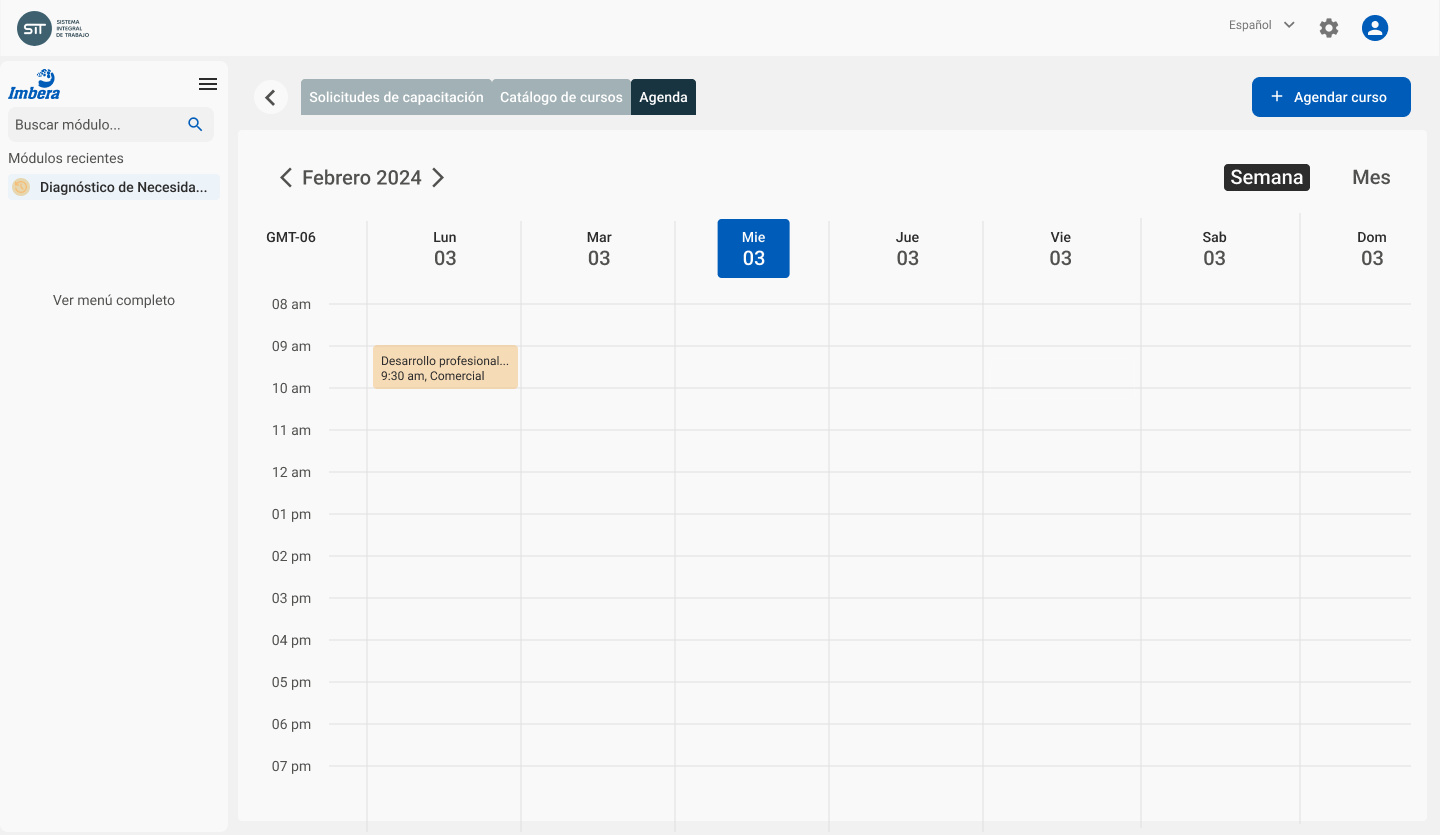 SIT
SISTEMA
INTEGRAL
DE TRABAJO
Español
Imbera
Buscar módulo...
Módulos recientes
Diagnóstico de Necesida...
Ver menú completo
Solicitudes de capacitación
Catálogo de cursos
Agenda
+ Agendar curso
Febrero 2024
Semana
Mes
GMT-06
Lun
03
Mar
03
Mie
03
Jue
03
Vie
03
Sab
03
Dom
03
08 am
09 am
Desarrollo profesional...
9:30 am, Comercial
10 am
11 am
12 am
01 pm
02 pm
03 pm
04 pm
05 pm
06 pm
07 pm